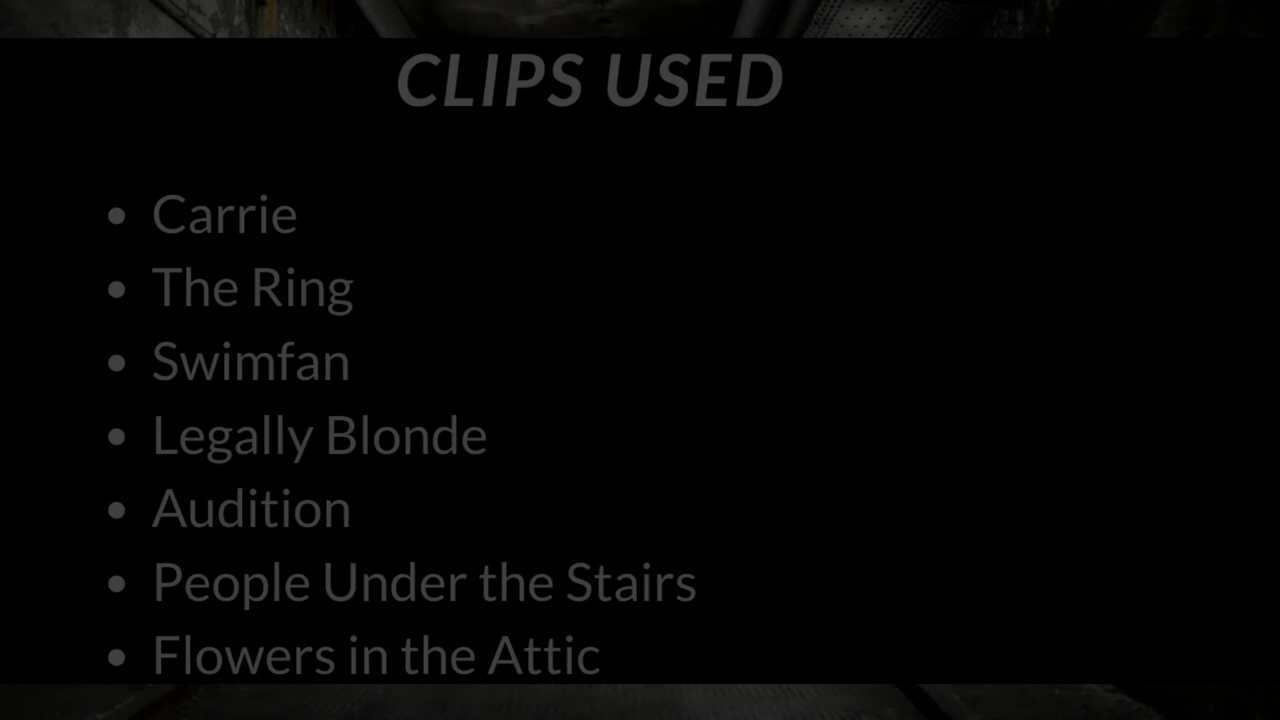 CLIPS USED
• Carrie
• The Ring
• Swimfan
• Legally Blonde
• Audition
• People Under the Stairs
• Flowers in the Attic